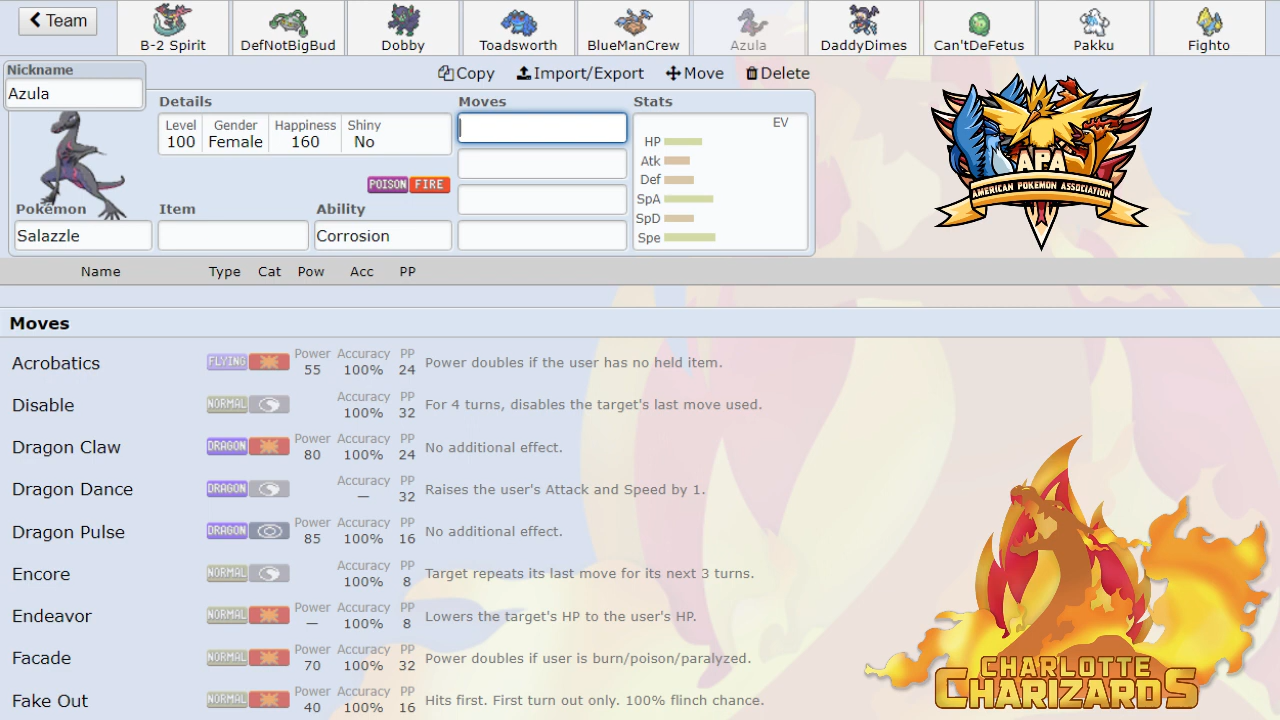 Team
B-2 Spirit
DefNotBigBud
Dobby
Toadsworth
BlueManCrew
Azula
DaddyDimes
Can'tDeFetus
Pakku
Fighto
Copy
Import/Export
Move
Delete
Nickname
Azula
Details
Level Gender Happiness Shiny
100 Female 160 No
POISON FIRE
Pokémon
Salazzle
Item
Ability
Corrosion
Moves
Stats
EV
HP
Atk
Def
SpA
SpD
Spe
APA
AMERICAN POKEMON ASSOCIATION
Name Type Cat Pow Acc PP
Moves
Acrobatics FLYING Power 55 Accuracy 100% PP 24 Power doubles if the user has no held item.
Disable NORMAL Accuracy 100% PP 32 For 4 turns, disables the target's last move used.
Dragon Claw DRAGON Power 80 Accuracy 100% PP 24 No additional effect.
Dragon Dance DRAGON Accuracy — PP 32 Raises the user's Attack and Speed by 1.
Dragon Pulse DRAGON Power 85 Accuracy 100% PP 16 No additional effect.
Encore NORMAL Accuracy 100% PP 8 Target repeats its last move for its next 3 turns.
Endeavor NORMAL Power — Accuracy 100% PP 8 Lowers the target's HP to the user's HP.
Facade NORMAL Power 70 Accuracy 100% PP 32 Power doubles if user is burn/poison/paralyzed.
Fake Out NORMAL Power 40 Accuracy 100% PP 16 Hits first. First turn out only. 100% flinch chance.
CHARLOTTE
CHARIZARDS